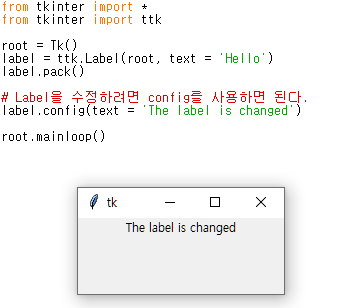 from tkinter import *
from tkinter import ttk
root = Tk()
label = ttk.Label(root, text = 'Hello')
label.pack()
# Label을 수정하려면 config를 사용하면 된다.
label.config(text = 'The label is changed')
root.mainloop()
tk
The label is changed